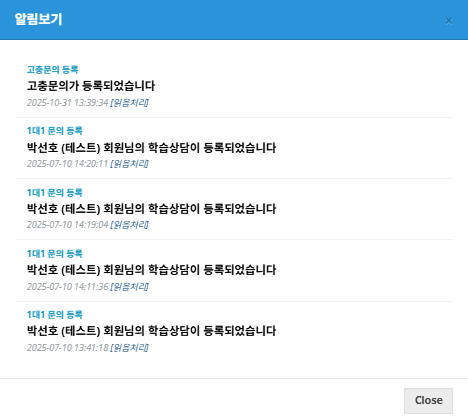 알림보기
×
고충문의 등록
고충문의가 등록되었습니다
2025-10-31 13:39:34 [읽음처리]
1대1 문의 등록
박선호 (테스트) 회원님의 학습상담이 등록되었습니다
2025-07-10 14:20:11 [읽음처리]
1대1 문의 등록
박선호 (테스트) 회원님의 학습상담이 등록되었습니다
2025-07-10 14:19:04 [읽음처리]
1대1 문의 등록
박선호 (테스트) 회원님의 학습상담이 등록되었습니다
2025-07-10 14:11:36 [읽음처리]
1대1 문의 등록
박선호 (테스트) 회원님의 학습상담이 등록되었습니다
2025-07-10 13:41:18 [읽음처리]
Close